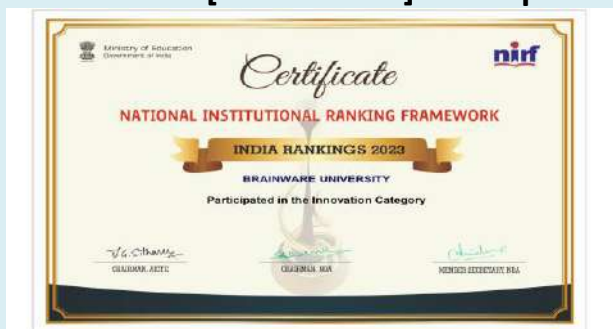 Ministry of Education
Government of India
nirf
Certificate
NATIONAL INSTITUTIONAL RANKING FRAMEWORK
INDIA RANKINGS 2023
BRAINWARE UNIVERSITY
Participated in the Innovation Category
CHAIRMAN, AICTE
CHAIRMAN, NBA
MEMBER SECRETARY, NBA